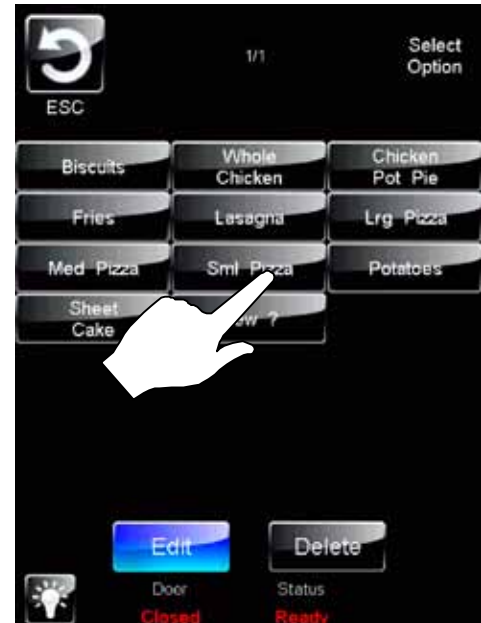 1/1
Select
Option
ESC
Biscuits
Whole
Chicken
Chicken
Pot Pie
Fries
Lasagna
Lrg Pizza
Med Pizza
Sml Pizza
Potatoes
Sheet
Cake
?
Edit
Delete
Door
Status
Closed
Ready